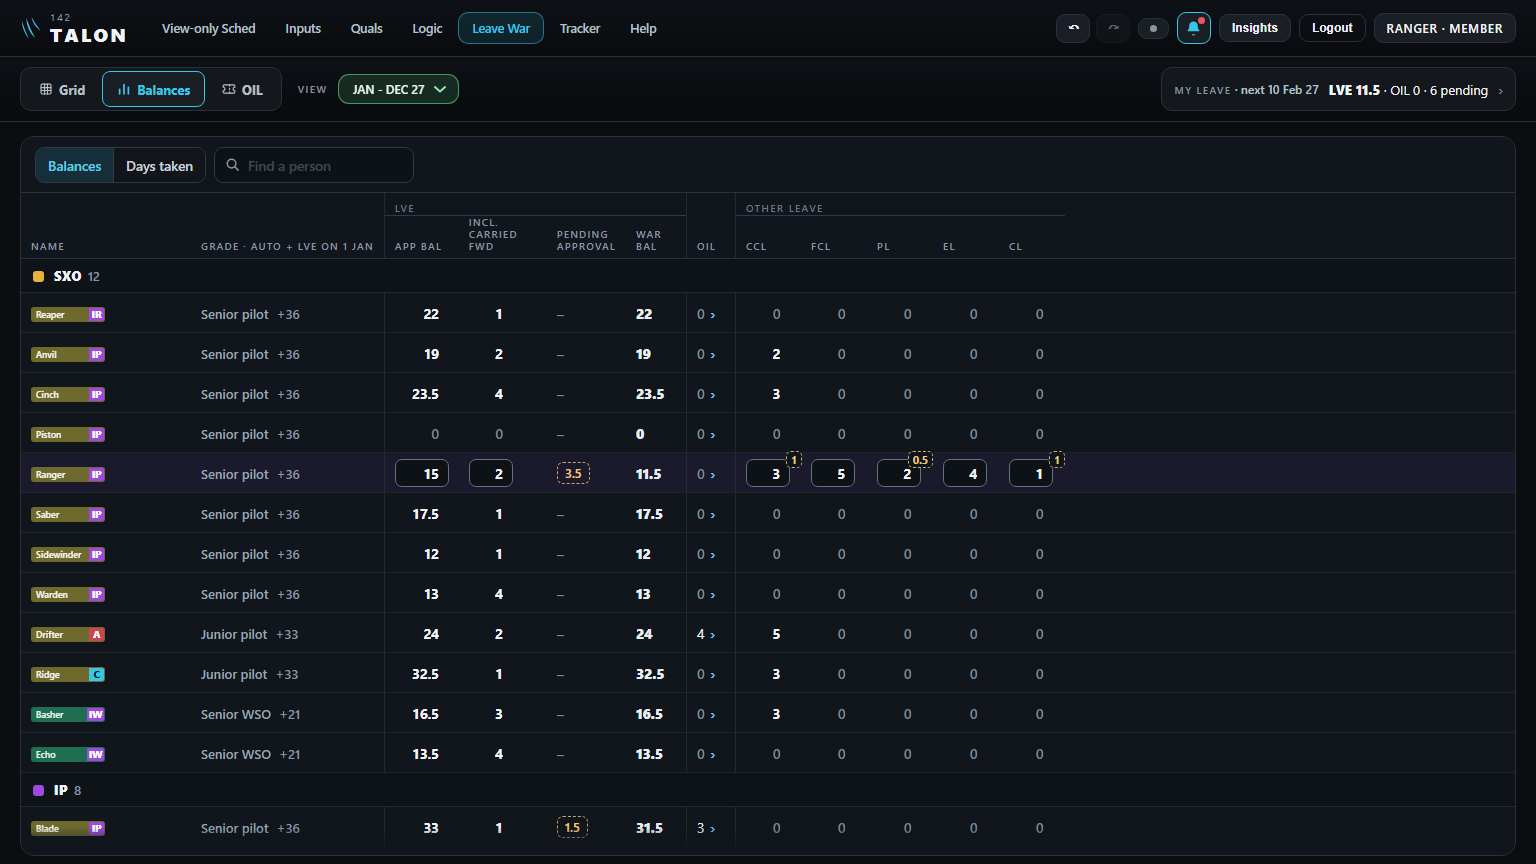 142
TALON
View-only Sched Inputs Quals Logic Leave War Tracker Help
Insights Logout RANGER · MEMBER
Grid Balances OIL VIEW JAN - DEC 27
MY LEAVE · next 10 Feb 27 LVE 11.5 · OIL 0 · 6 pending ›
Balances Days taken Find a person
LVE OTHER LEAVE
NAME GRADE · AUTO + LVE ON 1 JAN APP BAL INCL. CARRIED FWD PENDING APPROVAL WAR BAL OIL CCL FCL PL EL CL
SXO 12
Reaper IR Senior pilot +36 22 1 – 22 0 › 0 0 0 0 0
Anvil IP Senior pilot +36 19 2 – 19 0 › 2 0 0 0 0
Cinch IP Senior pilot +36 23.5 4 – 23.5 0 › 3 0 0 0 0
Piston IP Senior pilot +36 0 0 – 0 0 › 0 0 0 0 0
Ranger IP Senior pilot +36 15 2 3.5 11.5 0 › 3 1 5 2 0.5 4 1 1
Saber IP Senior pilot +36 17.5 1 – 17.5 0 › 0 0 0 0 0
Sidewinder IP Senior pilot +36 12 1 – 12 0 › 0 0 0 0 0
Warden IP Senior pilot +36 13 4 – 13 0 › 0 0 0 0 0
Drifter A Junior pilot +33 24 2 – 24 4 › 5 0 0 0 0
Ridge C Junior pilot +33 32.5 1 – 32.5 0 › 3 0 0 0 0
Basher IW Senior WSO +21 16.5 3 – 16.5 0 › 3 0 0 0 0
Echo IW Senior WSO +21 13.5 4 – 13.5 0 › 0 0 0 0 0
IP 8
Blade IP Senior pilot +36 33 1 1.5 31.5 3 › 0 0 0 0 0